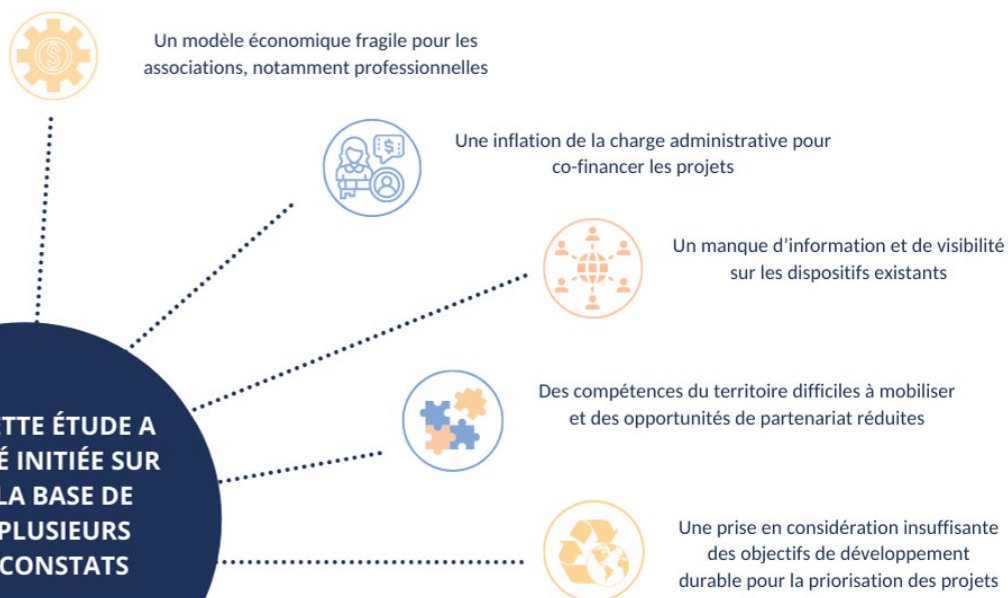 Un modèle économique fragile pour les
associations, notamment professionnelles
Une inflation de la charge administrative pour
co-financer les projets
Un manque d'information et de visibilité
sur les dispositifs existants
Des compétences du territoire difficiles à mobiliser
et des opportunités de partenariat réduites
Une prise en considération insuffisante
des objectifs de développement
durable pour la priorisation des projets
ETTE ÉTUDE A
É INITIÉE SUR
LA BASE DE
PLUSIEURS
CONSTATS